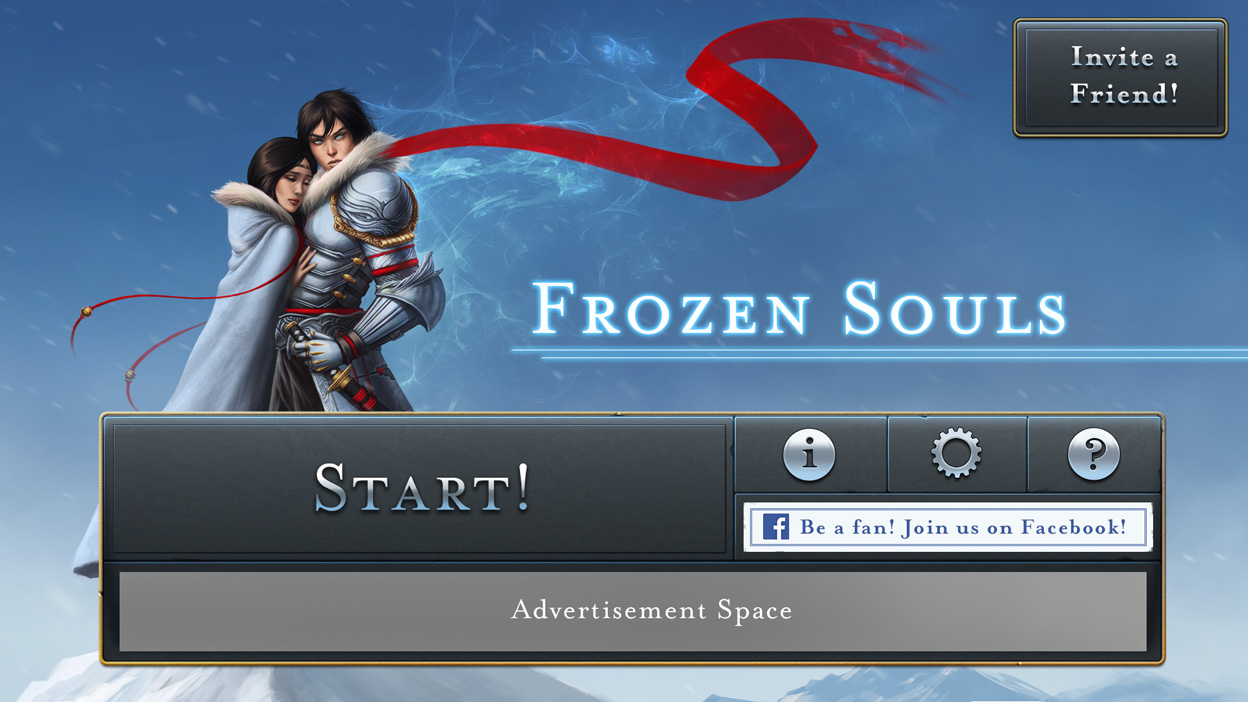 Invite a
Friend!
FROZEN SOULS
START!
i
?
f Be a fan! Join us on Facebook!
Advertisement Space